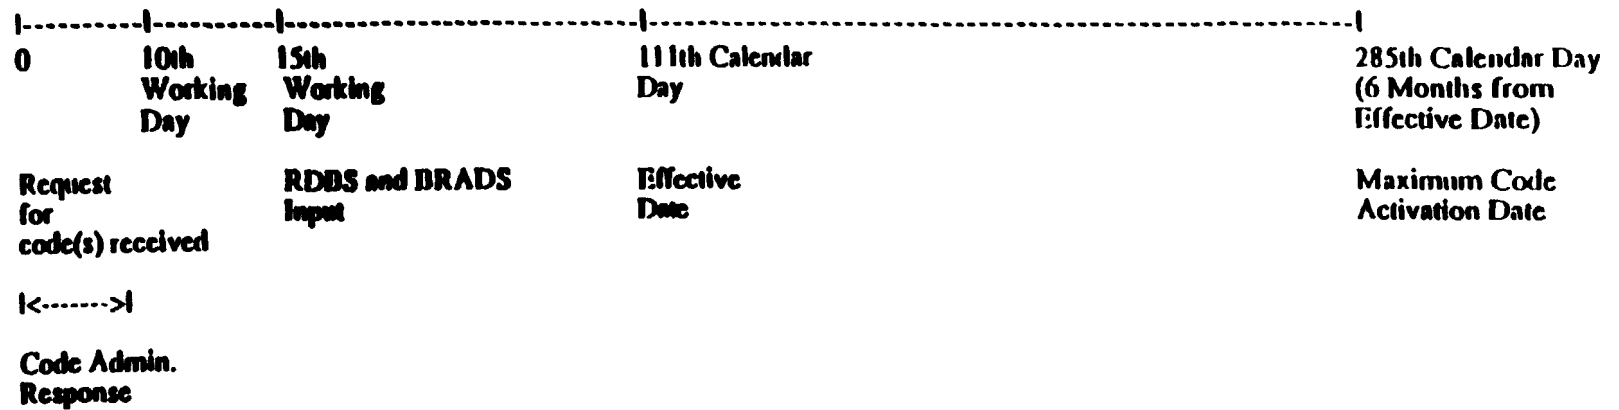 |----------|----------|------------------------------|------------------------------------------------------------|
0 10th 15th 111th Calendar 285th Calendar Day
Working Working Day (6 Months from
Day Day Effective Date)
Request RDBS and BRADS Effective Maximum Code
for Input Date Activation Date
code(s) received
|<------->|
Code Admin.
Response